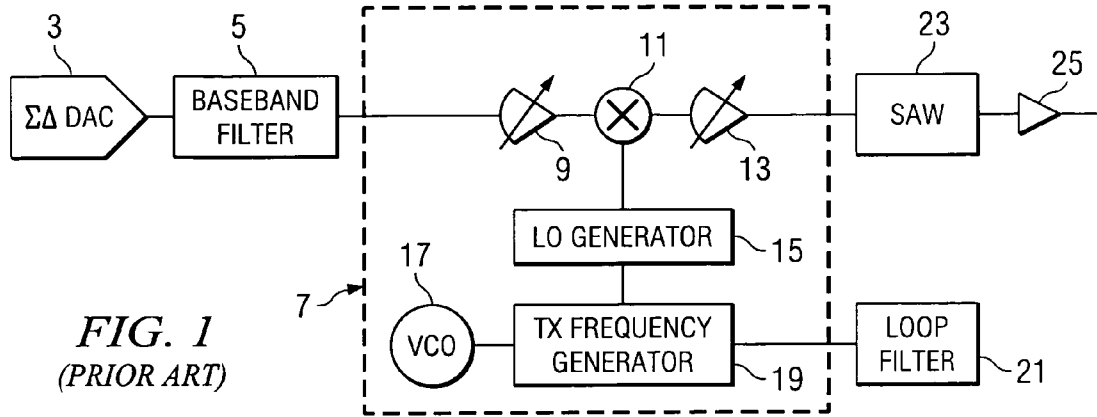 3
5
11
23
25
ΣΔ DAC
BASEBAND
FILTER
SAW
9
13
LO GENERATOR
15
17
7
VCO
TX FREQUENCY
GENERATOR
19
LOOP
FILTER
21
FIG. 1
(PRIOR ART)